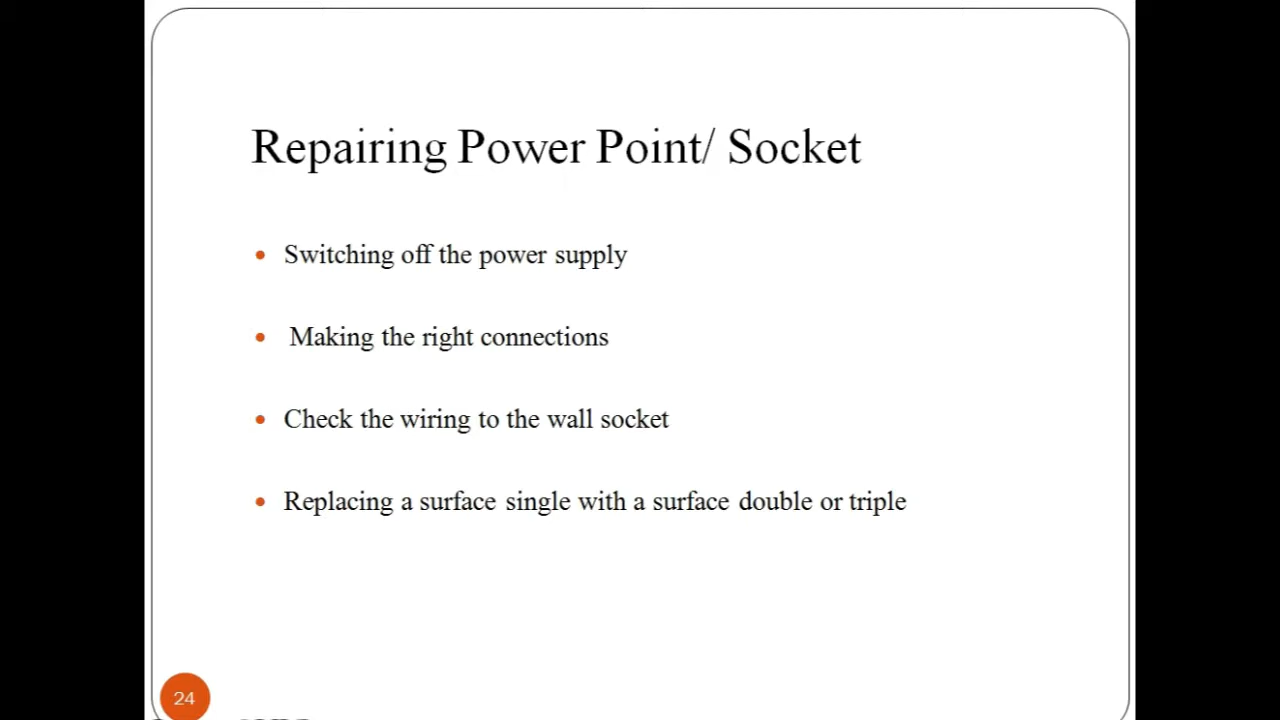 Repairing Power Point/ Socket
Switching off the power supply
Making the right connections
Check the wiring to the wall socket
Replacing a surface single with a surface double or triple
24